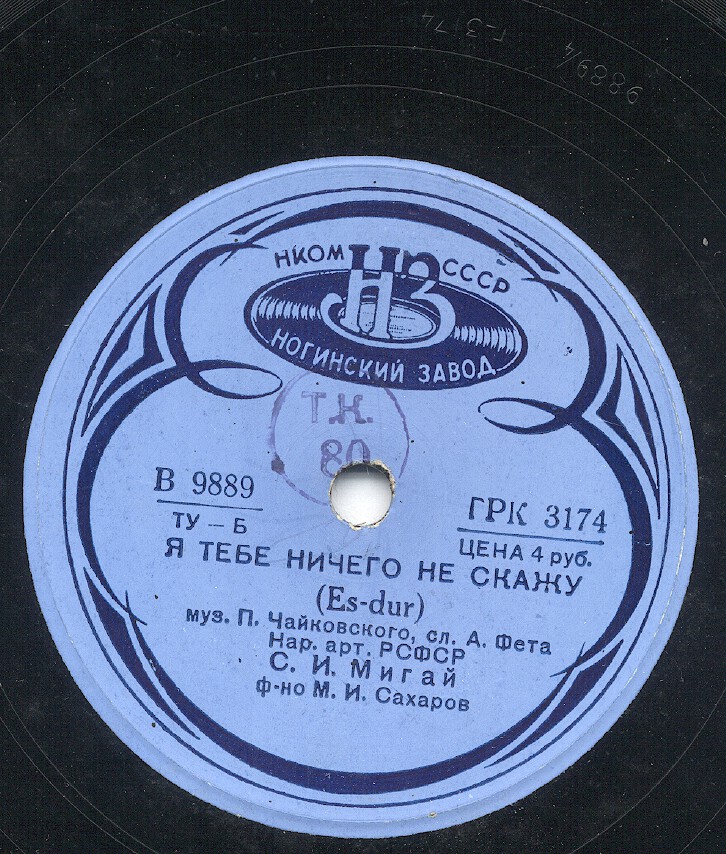 Г-3174
9889/4
НКОМ НЗ СССР
НОГИНСКИЙ ЗАВОД
Т.К.
80
В 9889
ТУ – Б
ГРК 3174
ЦЕНА 4 руб.
Я ТЕБЕ НИЧЕГО НЕ СКАЖУ
(Es-dur)
муз. П. Чайковского, сл. А. Фета
Нар. арт. РСФСР
С. И. Мигай
ф-но М. И. Сахаров